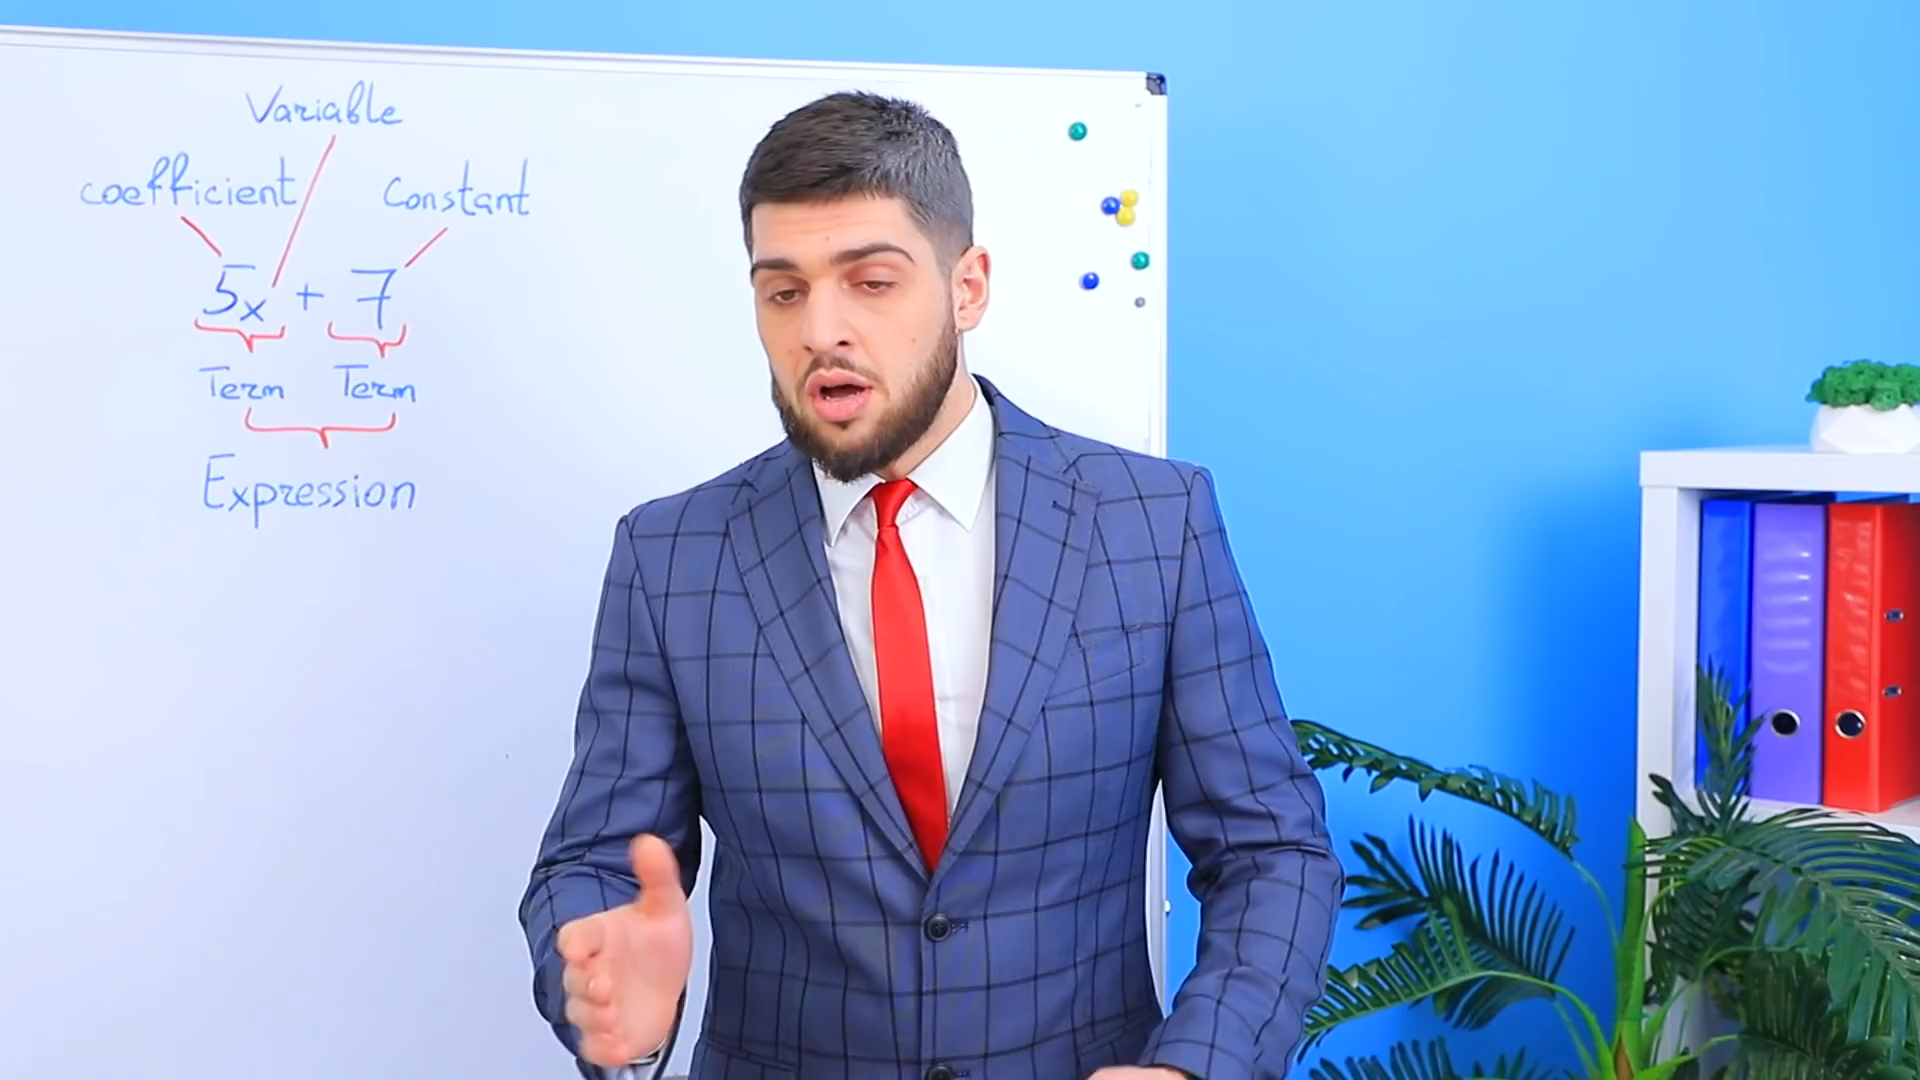 Variable
coefficient Constant
5x + 7
Term Term
Expression